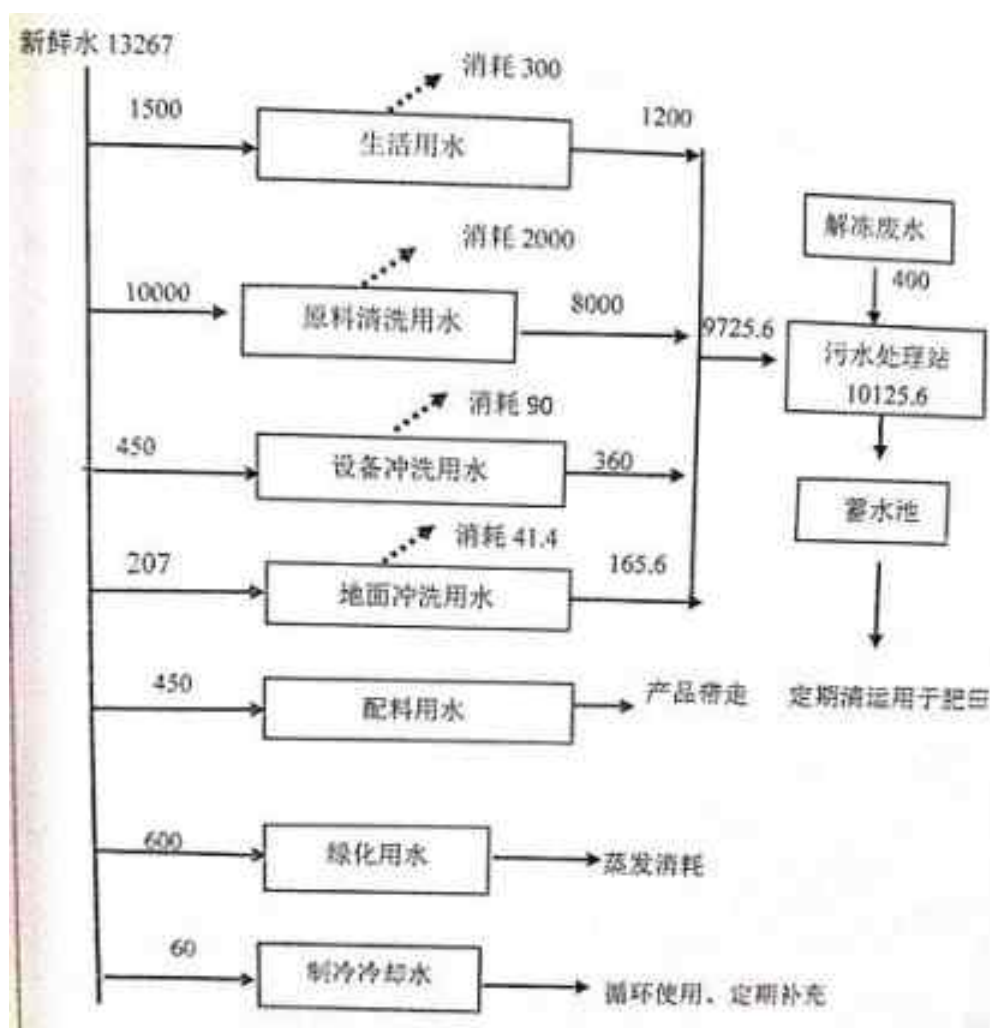 新鲜水 13267
消耗 300
1500
生活用水
1200
消耗 2000
10000
原料清洗用水
8000
解冻废水
400
9725.6
污水处理站
10125.6
消耗 90
450
设备冲洗用水
360
蓄水池
消耗 41.4
207
地面冲洗用水
165.6
450
配料用水
产品带走
定期清运用于肥田
600
绿化用水
蒸发消耗
60
制冷冷却水
循环使用、定期补充